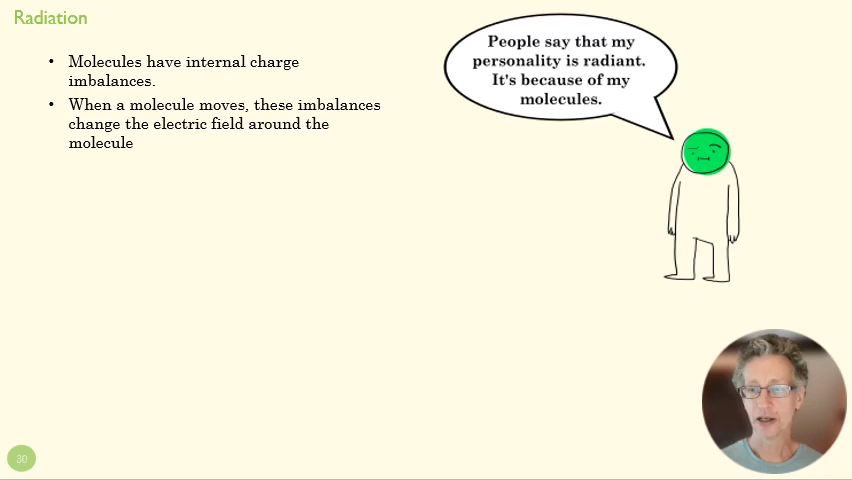 Radiation
• Molecules have internal charge
imbalances.
• When a molecule moves, these imbalances
change the electric field around the
molecule
People say that my
personality is radiant.
It's because of my
molecules.
30